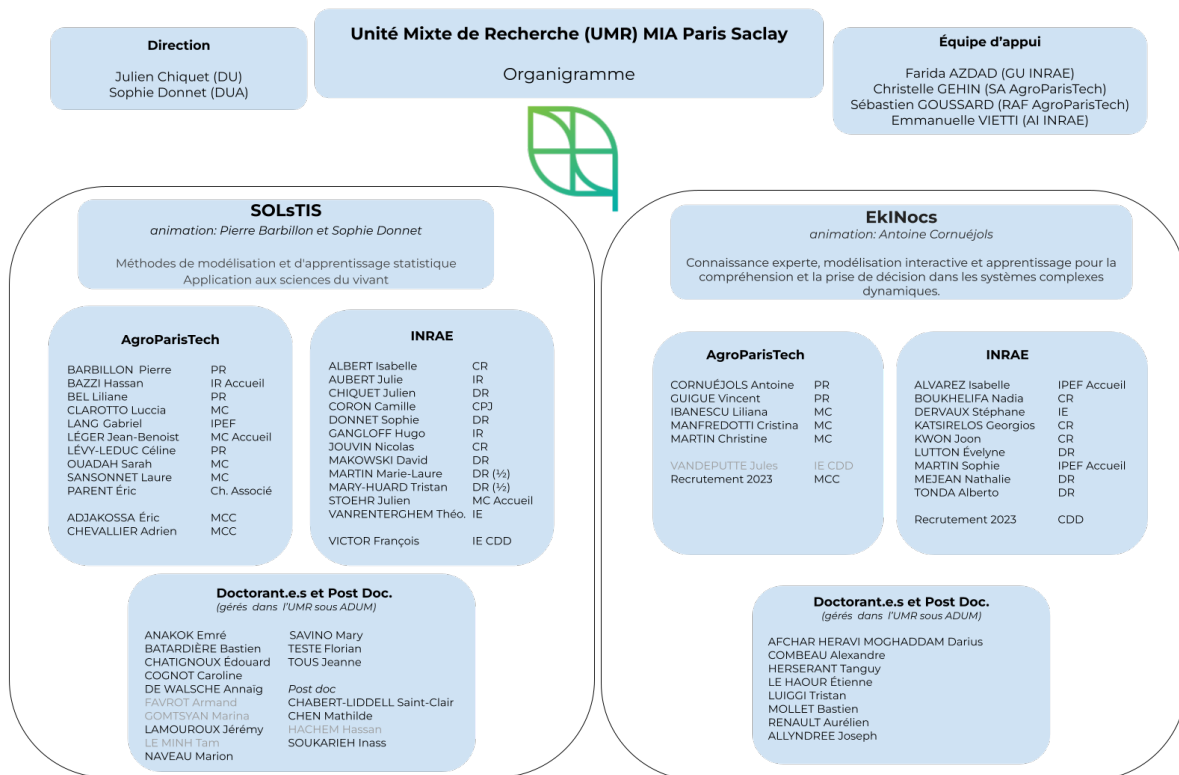 Unité Mixte de Recherche (UMR) MIA Paris Saclay
Organigramme
Direction
Julien Chiquet (DU)
Sophie Donnet (DUA)
Équipe d'appui
Farida AZDAD (GU INRAE)
Christelle GEHIN (SA AgroParisTech)
Sébastien GOUSSARD (RAF AgroParisTech)
Emmanuelle VIETTI (AI INRAE)
SOLsTIS
animation: Pierre Barbillon et Sophie Donnet
Méthodes de modélisation et d'apprentissage statistique
Application aux sciences du vivant
AgroParisTech
BARBILLON Pierre PR
BAZZI Hassan IR Accueil
BEL Liliane PR
CLAROTTO Luccia MC
LANG Gabriel IPEF
LÉGER Jean-Benoist MC Accueil
LÉVY-LEDUC Céline PR
OUADAH Sarah MC
SANSONNET Laure MC
PARENT Éric Ch. Associé
ADJAKOSSA Éric MCC
CHEVALLIER Adrien MCC
INRAE
ALBERT Isabelle CR
AUBERT Julie IR
CHIQUET Julien DR
CORON Camille CPJ
DONNET Sophie DR
GANGLOFF Hugo IR
JOUVIN Nicolas CR
MAKOWSKI David DR
MARTIN Marie-Laure DR (½)
MARY-HUARD Tristan DR (½)
STOEHR Julien MC Accueil
VANRENTERGHEM Théo. IE
VICTOR François IE CDD
Doctorant.e.s et Post Doc.
(gérés dans l'UMR sous ADUM)
ANAKOK Emré
BATARDIÈRE Bastien
CHATIGNOUX Édouard
COGNOT Caroline
DE WALSCHE Annaïg
FAVROT Armand
GOMTSYAN Marina
LAMOUROUX Jérémy
LE MINH Tam
NAVEAU Marion
SAVINO Mary
TESTE Florian
TOUS Jeanne
Post doc
CHABERT-LIDDELL Saint-Clair
CHEN Mathilde
HACHEM Hassan
SOUKARIEH Inass
EkINocs
animation: Antoine Cornuéjols
Connaissance experte, modélisation interactive et apprentissage pour la
compréhension et la prise de décision dans les systèmes complexes
dynamiques.
AgroParisTech
CORNUÉJOLS Antoine PR
GUIGUE Vincent PR
IBANESCU Liliana MC
MANFREDOTTI Cristina MC
MARTIN Christine MC
VANDEPUTTE Jules IE CDD
Recrutement 2023 MCC
INRAE
ALVAREZ Isabelle IPEF Accueil
BOUKHELIFA Nadia CR
DERVAUX Stéphane IE
KATSIRELOS Georgios CR
KWON Joon CR
LUTTON Évelyne DR
MARTIN Sophie IPEF Accueil
MEJEAN Nathalie DR
TONDA Alberto DR
Recrutement 2023 CDD
Doctorant.e.s et Post Doc.
(gérés dans l'UMR sous ADUM)
AFCHAR HERAVI MOGHADDAM Darius
COMBEAU Alexandre
HERSERANT Tanguy
LE HAOUR Étienne
LUIGGI Tristan
MOLLET Bastien
RENAULT Aurélien
ALLYNDREE Joseph